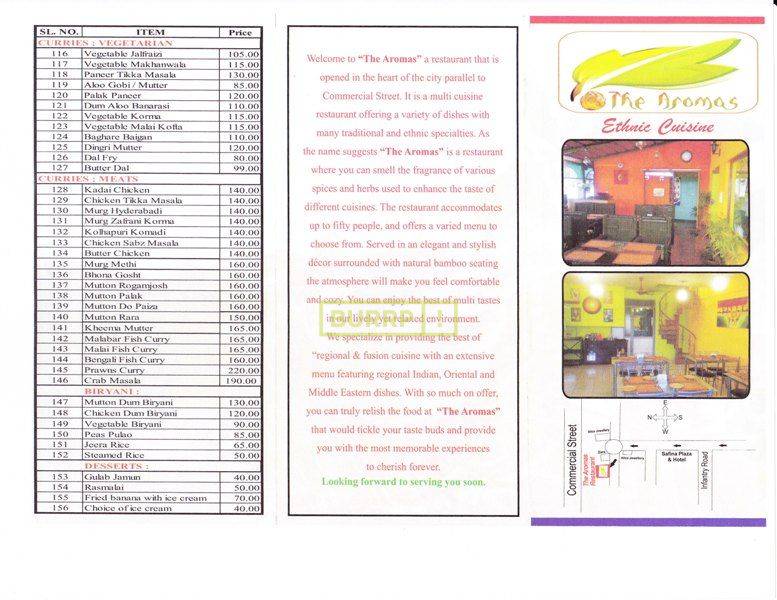 SL. NO. ITEM Price
CURRIES : VEGETARIAN
116 Vegetable Jalfraizi 105.00
117 Vegetable Makhanwala 115.00
118 Paneer Tikka Masala 130.00
119 Aloo Gobi / Mutter 85.00
120 Palak Paneer 120.00
121 Dum Aloo Banarasi 110.00
122 Vegetable Korma 115.00
123 Vegetable Malai Kofta 115.00
124 Baghare Baigan 110.00
125 Dingri Mutter 120.00
126 Dal Fry 80.00
127 Butter Dal 99.00
CURRIES : MEATS
128 Kadai Chicken 140.00
129 Chicken Tikka Masala 140.00
130 Murg Hyderabadi 140.00
131 Murg Zafrani Korma 140.00
132 Kolhapuri Komadi 140.00
133 Chicken Sabz Masala 140.00
134 Butter Chicken 140.00
135 Murg Methi 160.00
136 Bhona Gosht 160.00
137 Mutton Rogamjosh 160.00
138 Mutton Palak 160.00
139 Mutton Do Paiza 160.00
140 Mutton Rara 150.00
141 Kheema Mutter 165.00
142 Malabar Fish Curry 165.00
143 Malai Fish Curry 165.00
144 Bengali Fish Curry 160.00
145 Prawns Curry 220.00
146 Crab Masala 190.00
BIRYANI :
147 Mutton Dum Biryani 130.00
148 Chicken Dum Biryani 120.00
149 Vegetable Biryani 90.00
150 Peas Pulao 85.00
151 Jeera Rice 65.00
152 Steamed Rice 50.00
DESSERTS :
153 Gulab Jamun 40.00
154 Rasmalai 50.00
155 Fried banana with ice cream 70.00
156 Choice of ice cream 40.00
Welcome to "The Aromas" a restaurant that is
opened in the heart of the city parallel to
Commercial Street. It is a multi cuisine
restaurant offering a variety of dishes with
many traditional and ethnic specialties. As
the name suggests "The Aromas" is a restaurant
where you can smell the fragrance of various
spices and herbs used to enhance the taste of
different cuisines. The restaurant accommodates
up to fifty people, and offers a varied menu to
choose from. Served in an elegant and stylish
décor surrounded with natural bamboo seating
the atmosphere will make you feel comfortable
and cozy. You can enjoy the best of multi tastes
in our lively yet relaxed environment.
BURRP !
We specialize in providing the best of
"regional & fusion cuisine with an extensive
menu featuring regional Indian, Oriental and
Middle Eastern dishes. With so much on offer,
you can truly relish the food at "The Aromas"
that would tickle your taste buds and provide
you with the most memorable experiences
to cherish forever.
Looking forward to serving you soon.
The Aromas
Ethnic Cuisine
E
N S
W
Commercial Street
The Aromas
Restaurant
Safina Plaza
& Hotel
Infantry Road